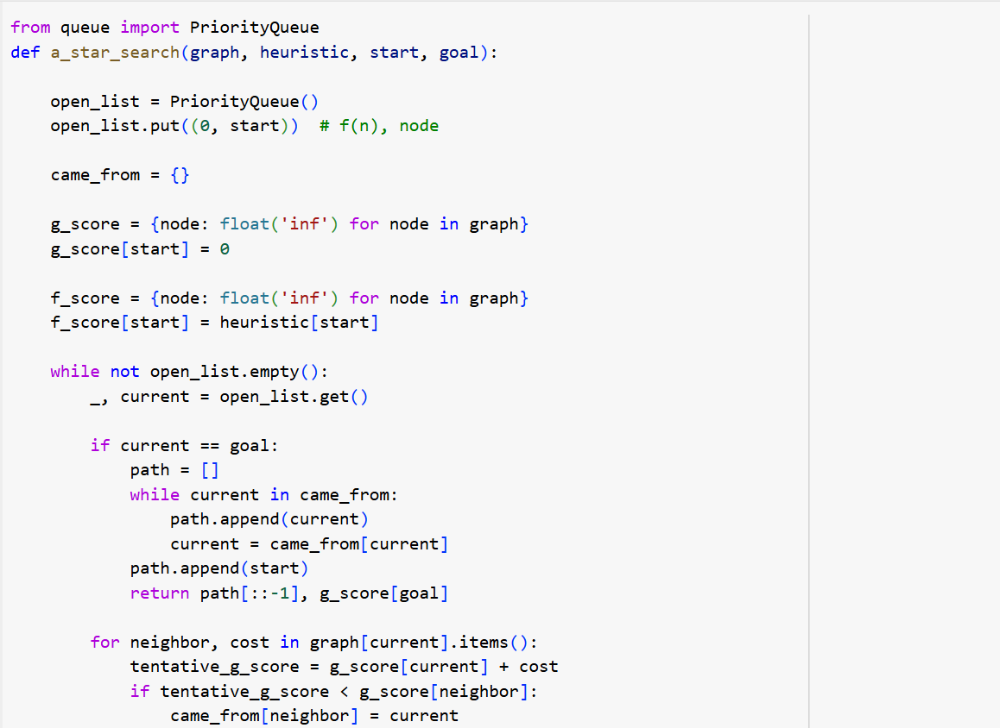 from queue import PriorityQueue
def a_star_search(graph, heuristic, start, goal):
    open_list = PriorityQueue()
    open_list.put((0, start))  # f(n), node
    came_from = {}
    g_score = {node: float('inf') for node in graph}
    g_score[start] = 0
    f_score = {node: float('inf') for node in graph}
    f_score[start] = heuristic[start]
    while not open_list.empty():
        _, current = open_list.get()
        if current == goal:
            path = []
            while current in came_from:
                path.append(current)
                current = came_from[current]
            path.append(start)
            return path[::-1], g_score[goal]
        for neighbor, cost in graph[current].items():
            tentative_g_score = g_score[current] + cost
            if tentative_g_score < g_score[neighbor]:
                came_from[neighbor] = current